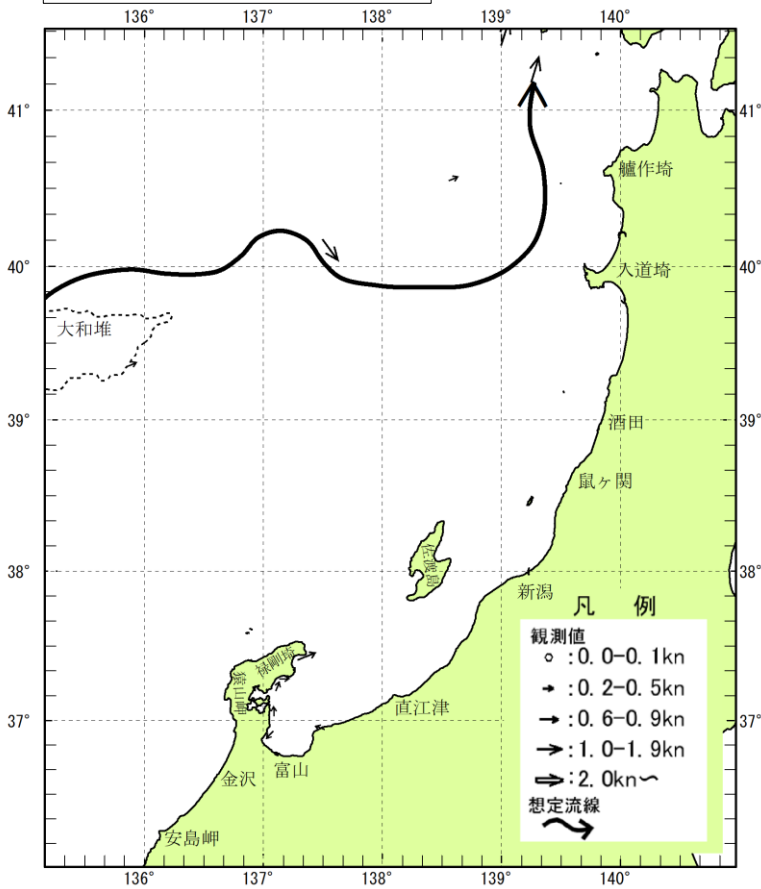 136° 137° 138° 139° 140°
41° 41°
艫作埼
40° 入道埼 40°
大和堆
39° 酒田 39°
鼠ヶ関
佐渡島
38° 新潟 38°
凡 例
観測値
:0.0-0.1kn
:0.2-0.5kn
:0.6-0.9kn
:1.0-1.9kn
:2.0kn～
想定流線
禄剛埼
猿山岬
37° 直江津 37°
金沢 富山
安島岬
136° 137° 138° 139° 140°